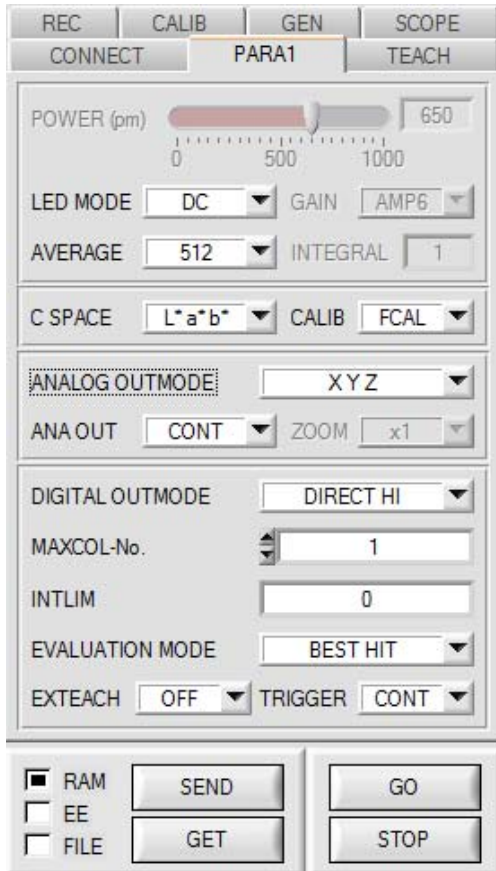 REC CALIB GEN SCOPE
CONNECT PARA1 TEACH
POWER (pm) 650
0 500 1000
LED MODE DC GAIN AMP6
AVERAGE 512 INTEGRAL 1
C SPACE L*a*b* CALIB FCAL
ANALOG OUTMODE X Y Z
ANA OUT CONT ZOOM x1
DIGITAL OUTMODE DIRECT HI
MAXCOL-No. 1
INTLIM 0
EVALUATION MODE BEST HIT
EXTEACH OFF TRIGGER CONT
RAM SEND GO
EE
FILE GET STOP